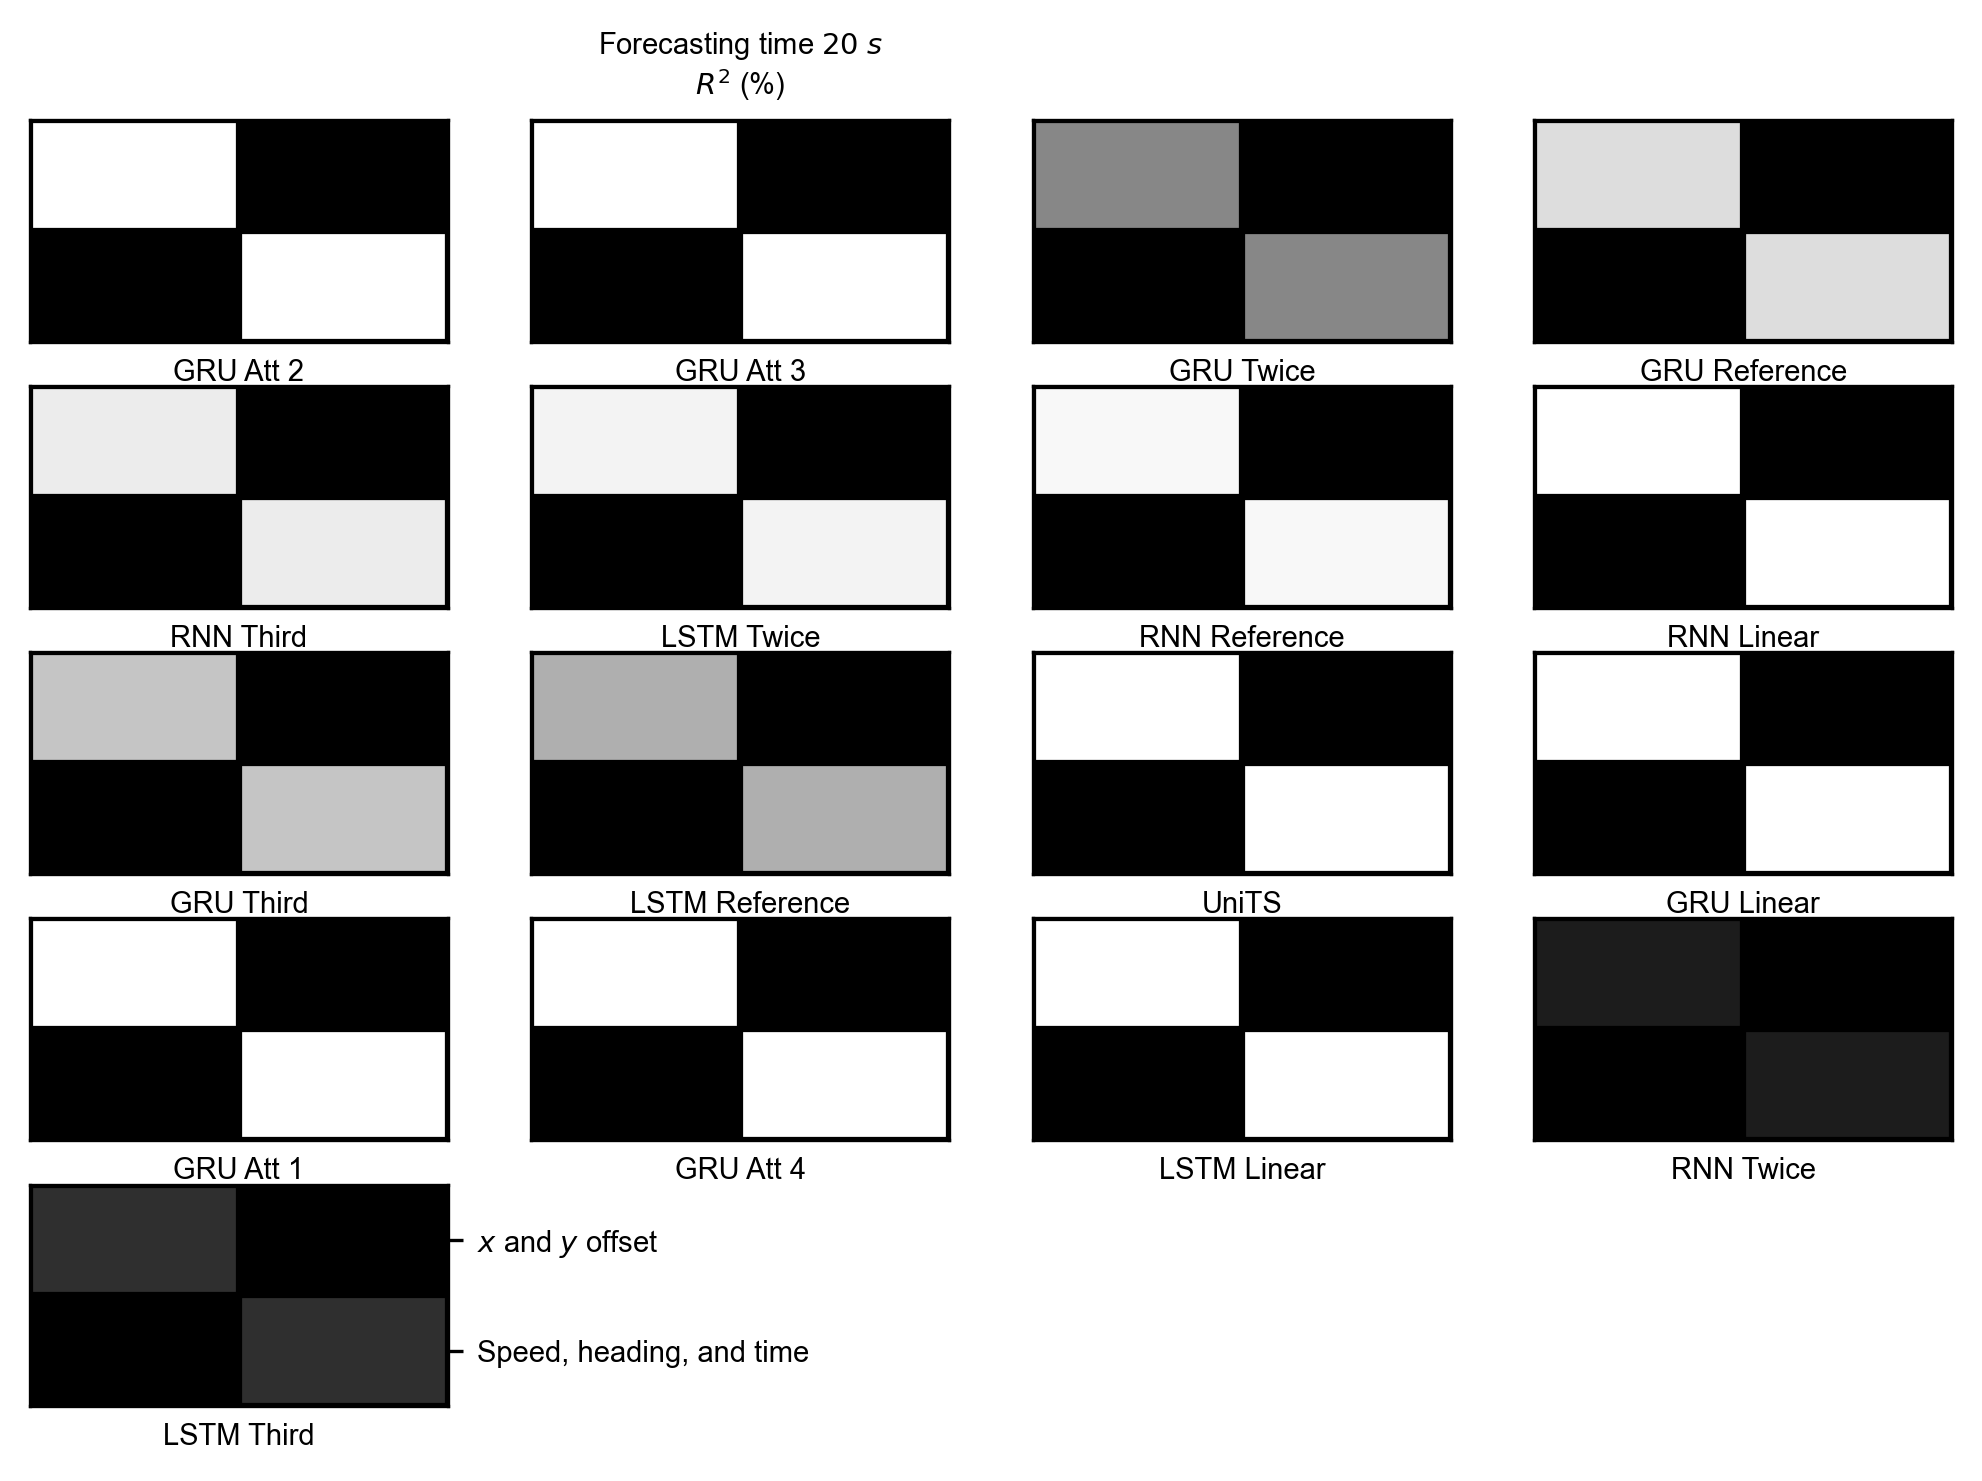 Forecasting time 20 s
R² (%)
GRU Att 2
GRU Att 3
GRU Twice
GRU Reference
RNN Third
LSTM Twice
RNN Reference
RNN Linear
GRU Third
LSTM Reference
UniTS
GRU Linear
GRU Att 1
GRU Att 4
LSTM Linear
RNN Twice
x and y offset
Speed, heading, and time
LSTM Third